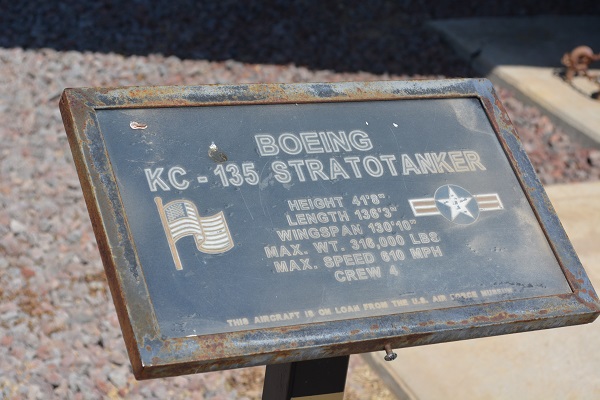 BOEING
KC - 135 STRATOTANKER
HEIGHT 41'8"
LENGTH 136'3"
WINGSPAN 130'10"
MAX. WT. 316,000 LBS
MAX. SPEED 610 MPH
CREW 4
THIS AIRCRAFT IS ON LOAN FROM THE U.S. AIR FORCE MUSEUM